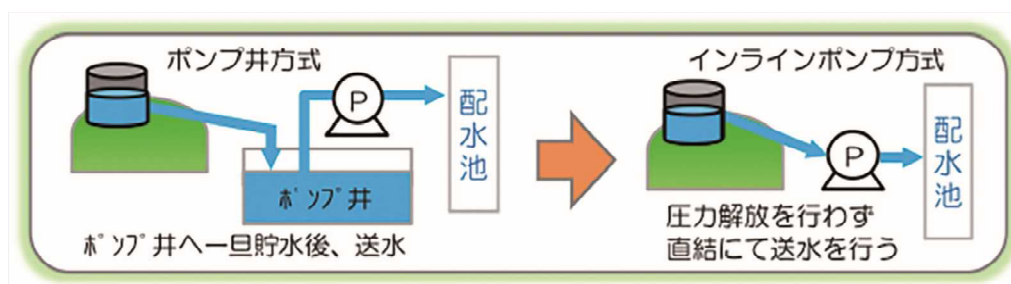 ポンプ井方式
P
配水池
ﾎﾟﾝﾌﾟ井
ﾎﾟﾝﾌﾟ井へ一旦貯水後、送水
インラインポンプ方式
P
配水池
圧力解放を行わず
直結にて送水を行う